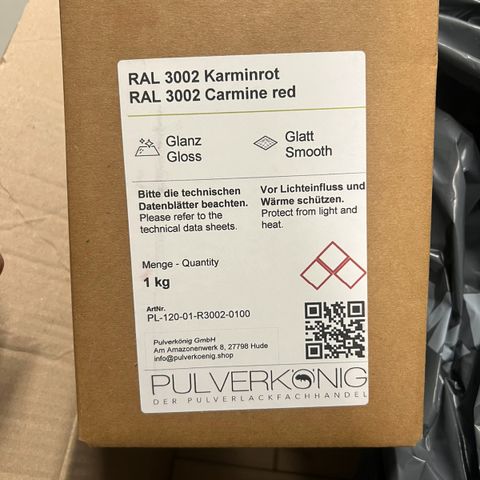 RAL 3002 Karminrot
RAL 3002 Carmine red
Glanz
Gloss
Glatt
Smooth
Bitte die technischen
Datenblätter beachten.
Please refer to the
technical data sheets.
Vor Lichteinfluss und
Wärme schützen.
Protect from light and
heat.
Menge - Quantity
1 kg
ArtNr.
PL-120-01-R3002-0100
Pulverkönig GmbH
Am Amazonenwerk 8, 27798 Hude
info@pulverkoenig.shop
PULVERKÖNIG
DER PULVERLACKFACHHANDEL